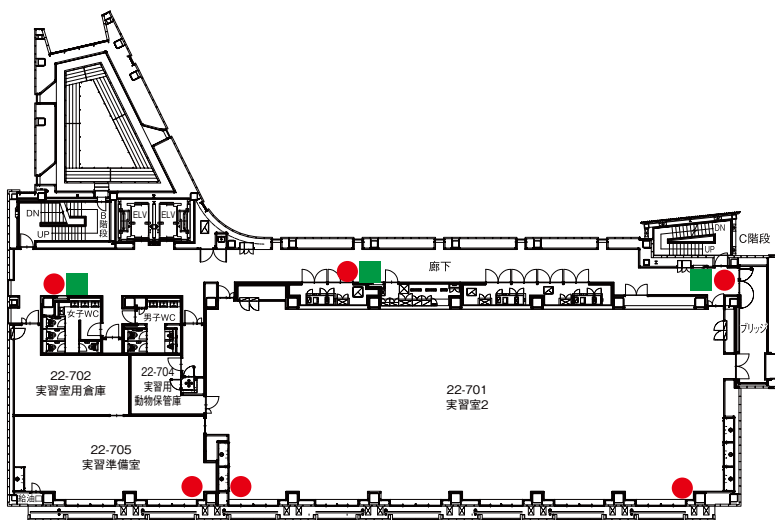 DN
UP
B
階
段
ELV
ELV
DN
UP
C階段
廊下
女子WC
男子WC
ブリッジ
22-702
実習室用倉庫
22-704
実習用
動物保管庫
22-701
実習室2
22-705
実習準備室
給油口